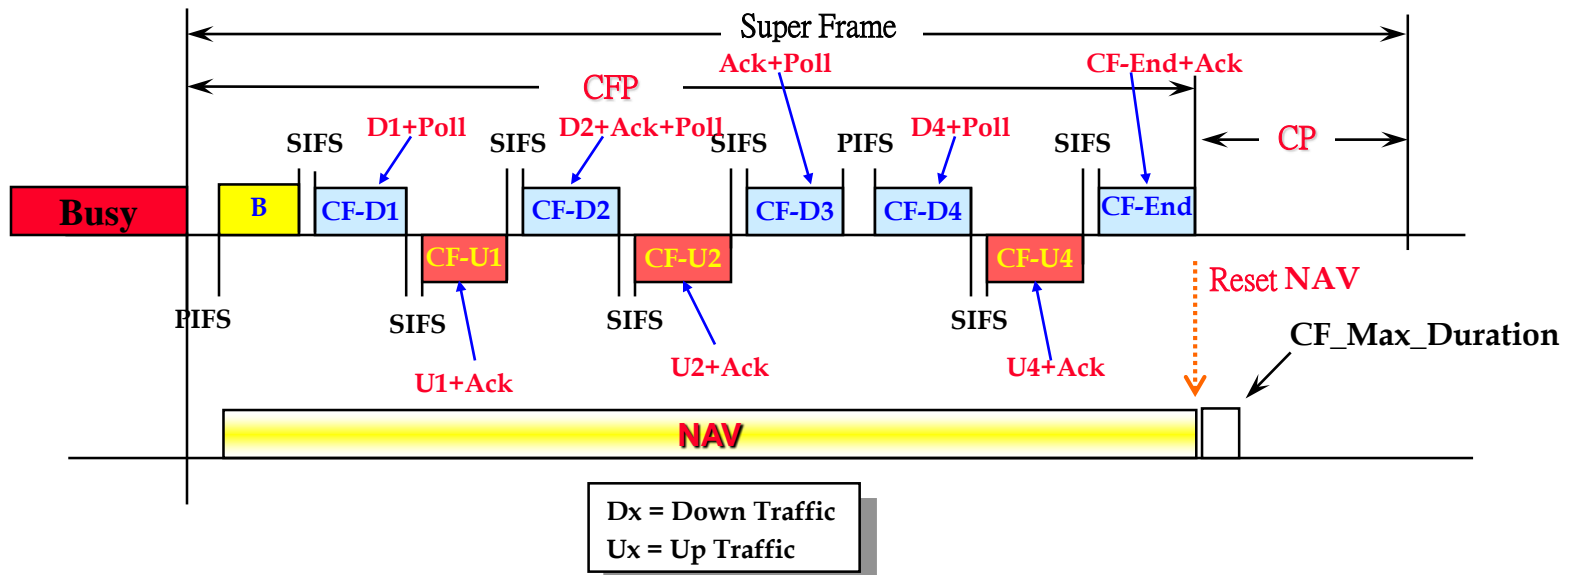 Super Frame
Ack+Poll
CF-End+Ack
CFP
D1+Poll
D2+Ack+Poll
D4+Poll
SIFS
SIFS
SIFS
PIFS
SIFS
CP
Busy
B
CF-D1
CF-D2
CF-D3
CF-D4
CF-End
CF-U1
CF-U2
CF-U4
Reset NAV
PIFS
SIFS
SIFS
SIFS
CF_Max_Duration
U1+Ack
U2+Ack
U4+Ack
NAV
Dx = Down Traffic
Ux = Up Traffic